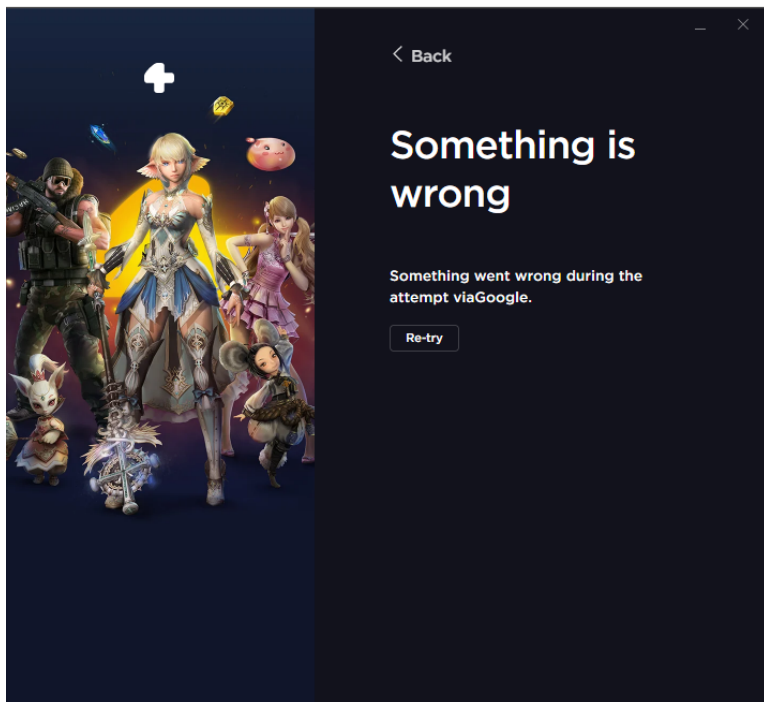 Back
Something is
wrong
Something went wrong during the
attempt viaGoogle.
Re-try